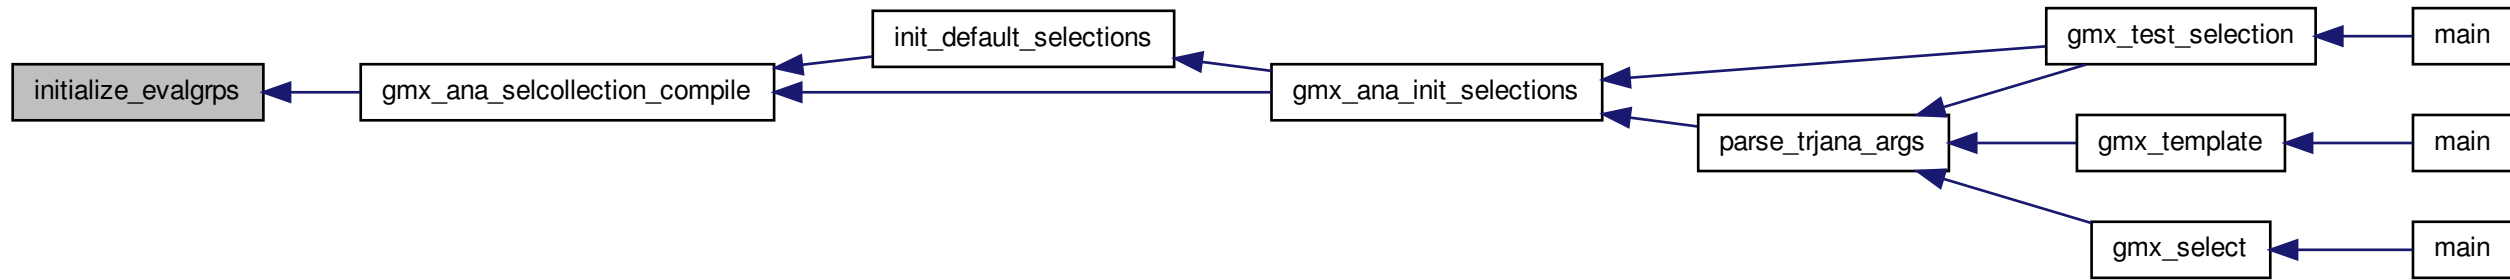 initialize_evalgrps
gmx_ana_selcollection_compile
init_default_selections
gmx_ana_init_selections
parse_trjana_args
gmx_test_selection
main
gmx_template
main
gmx_select
main